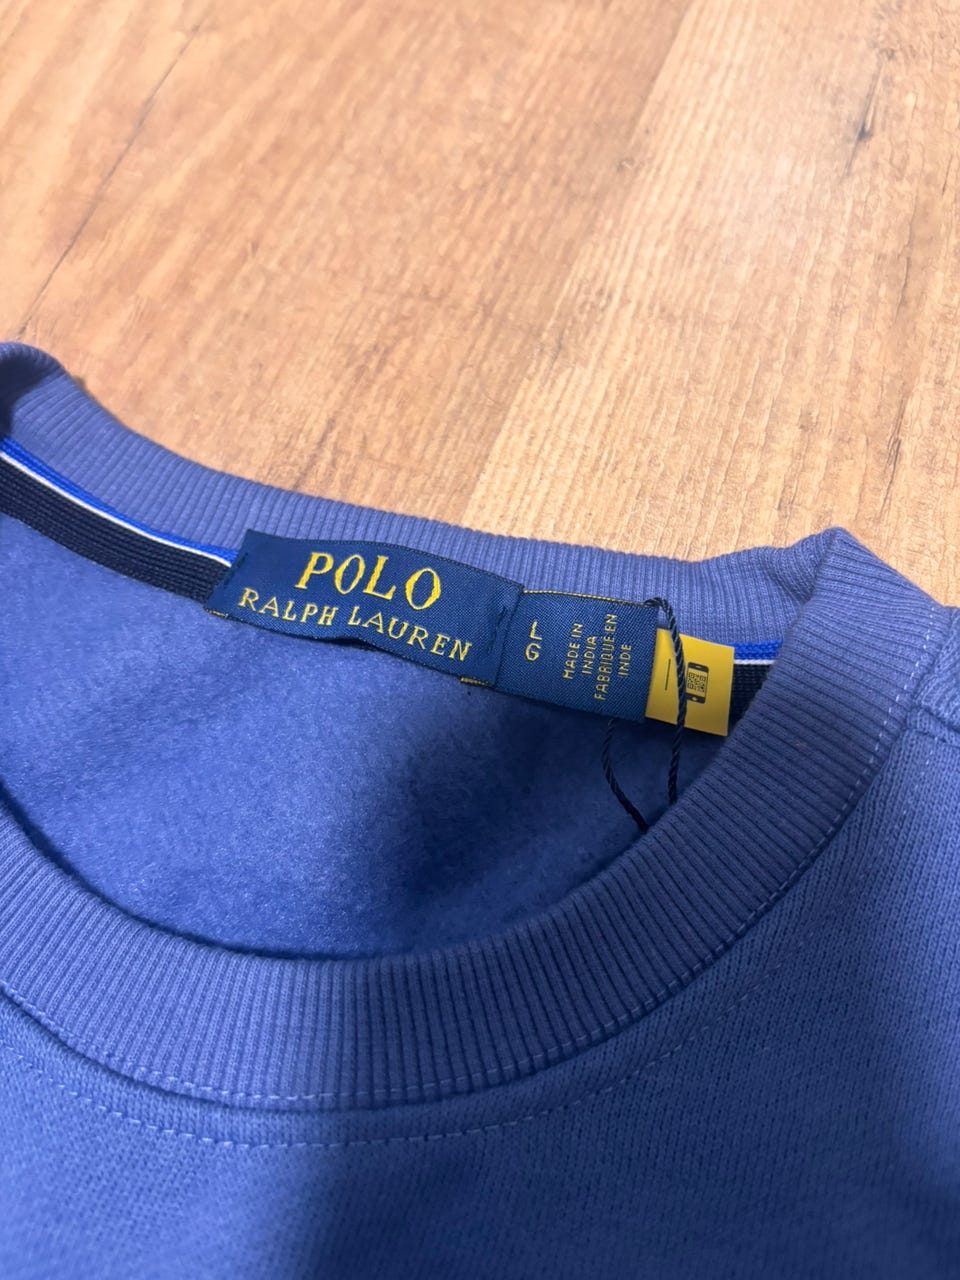 POLO
RALPH LAUREN
L
G
MADE IN
INDIA
FABRIQUÉ EN
INDE